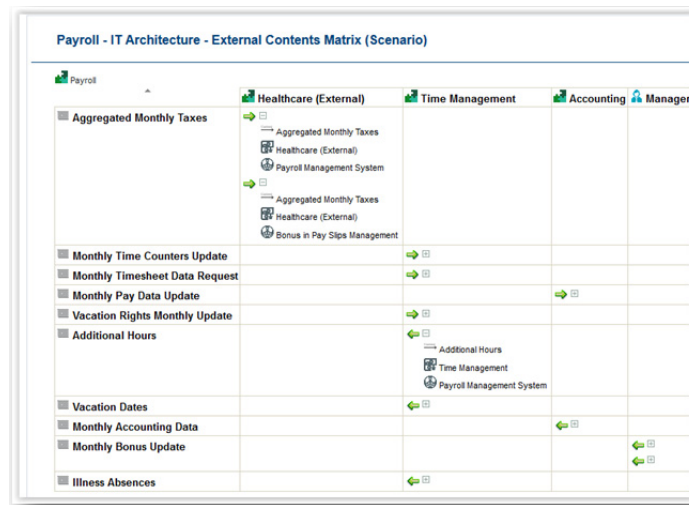 Payroll - IT Architecture - External Contents Matrix (Scenario)
Payroll
Healthcare (External) Time Management Accounting Manager
Aggregated Monthly Taxes
Aggregated Monthly Taxes
Healthcare (External)
Payroll Management System
Aggregated Monthly Taxes
Healthcare (External)
Bonus in Pay Slips Management
Monthly Time Counters Update
Monthly Timesheet Data Request
Monthly Pay Data Update
Vacation Rights Monthly Update
Additional Hours
Additional Hours
Time Management
Payroll Management System
Vacation Dates
Monthly Accounting Data
Monthly Bonus Update
Illness Absences